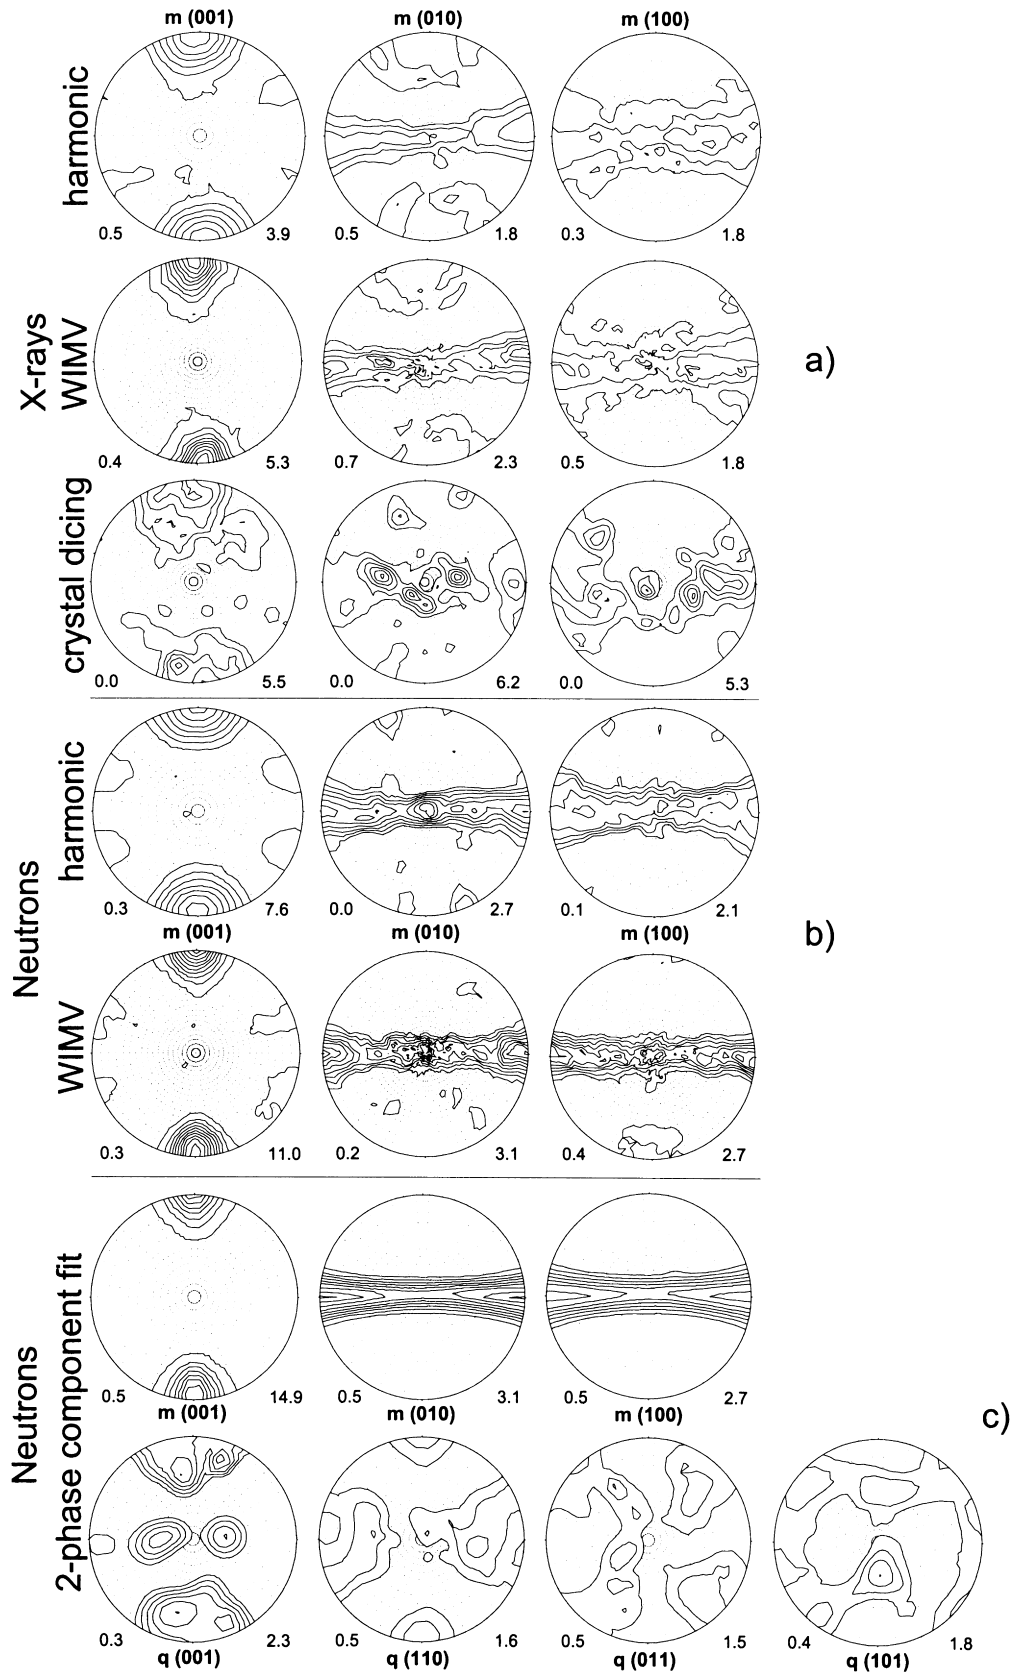 m (001) m (010) m (100)
harmonic
0.5 3.9 0.5 1.8 0.3 1.8
X-rays
WIMV
a)
0.4 5.3 0.7 2.3 0.5 1.8
crystal dicing
0.0 5.5 0.0 6.2 0.0 5.3
Neutrons
harmonic
0.3 7.6 0.0 2.7 0.1 2.1
m (001) m (010) m (100)
b)
WIMV
0.3 11.0 0.2 3.1 0.4 2.7
Neutrons
2-phase component fit
0.5 14.9 0.5 3.1 0.5 2.7
m (001) m (010) m (100)
c)
0.3 2.3 0.5 1.6 0.5 1.5 0.4 1.8
q (001) q (110) q (011) q (101)